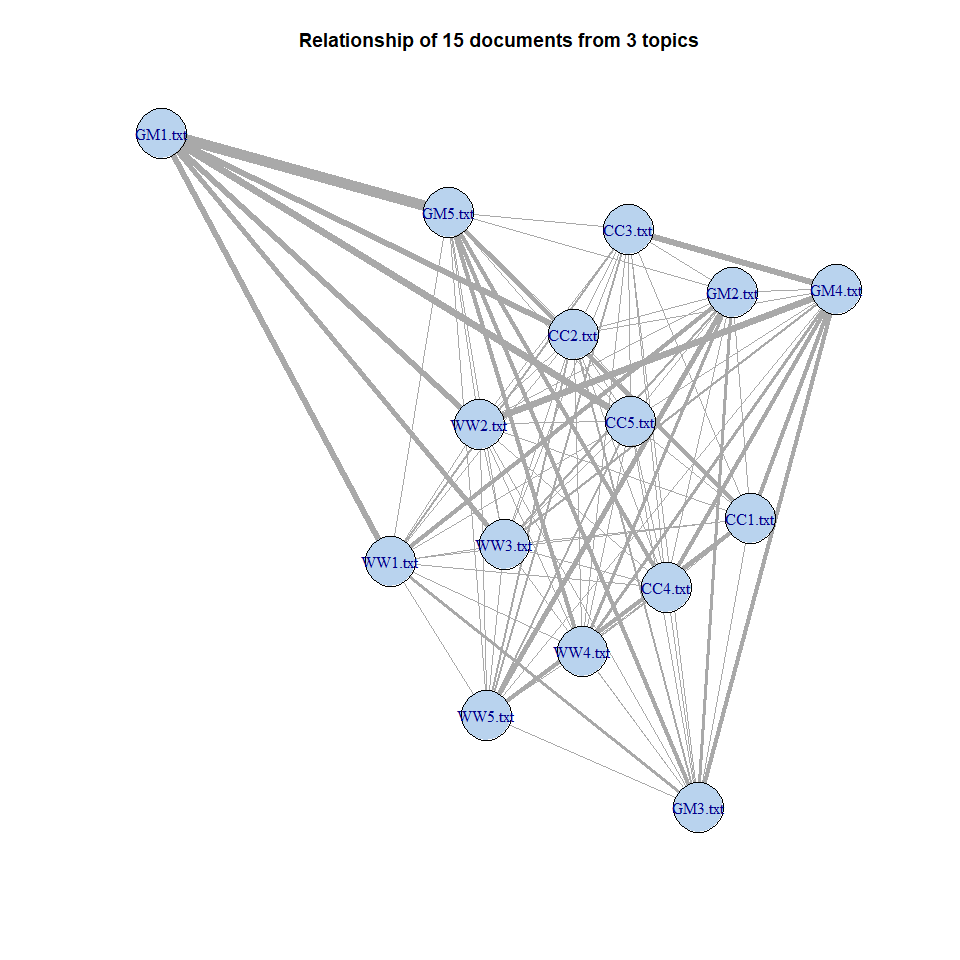 Relationship of 15 documents from 3 topics
GM1.txt
GM5.txt
CC3.txt
GM2.txt
GM4.txt
CC2.txt
WW2.txt
CC5.txt
CC1.txt
WW3.txt
WW1.txt
CC4.txt
WW4.txt
WW5.txt
GM3.txt